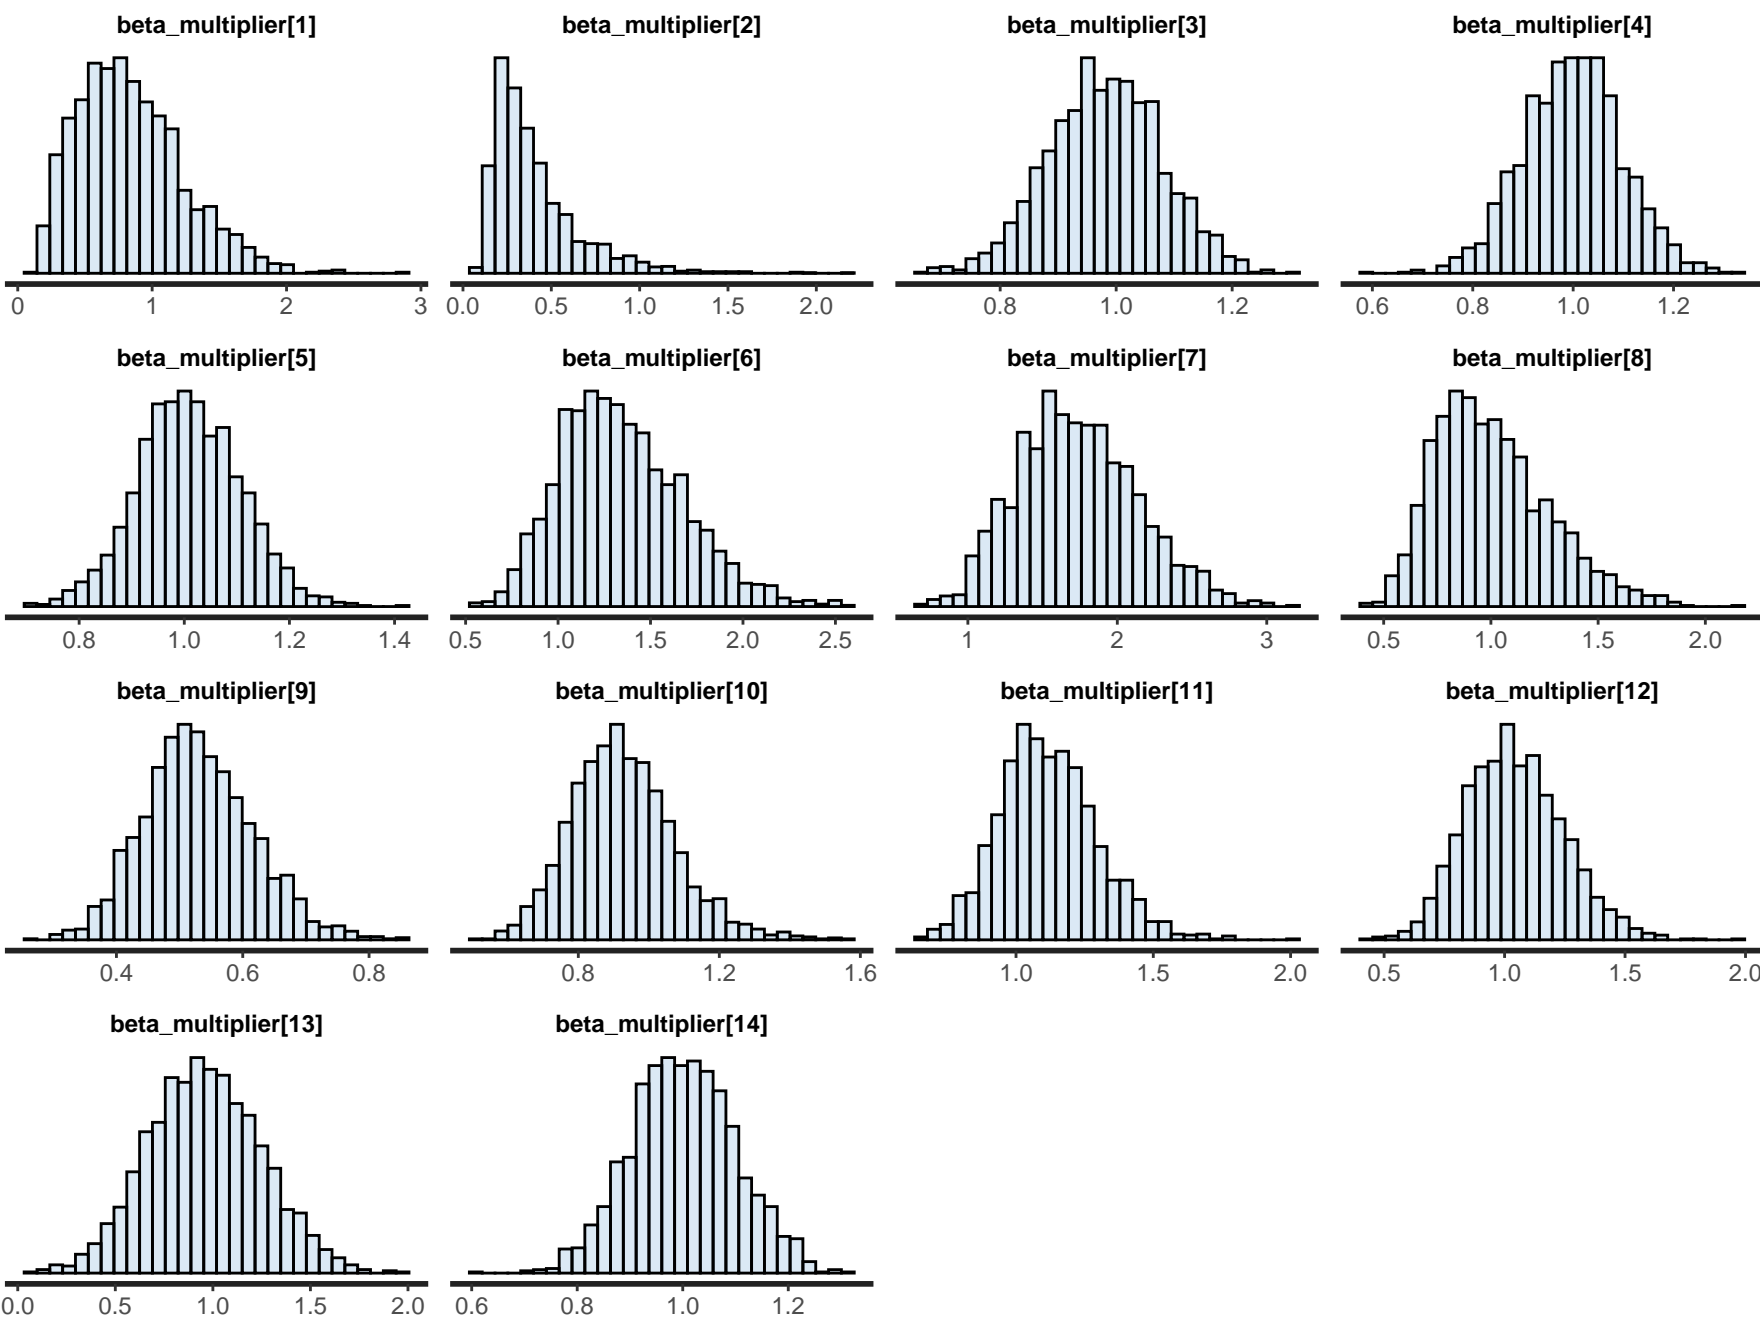 beta_multiplier[1] beta_multiplier[2] beta_multiplier[3] beta_multiplier[4]
0 1 2 3 0.0 0.5 1.0 1.5 2.0 0.8 1.0 1.2 0.6 0.8 1.0 1.2
beta_multiplier[5] beta_multiplier[6] beta_multiplier[7] beta_multiplier[8]
0.8 1.0 1.2 1.4 0.5 1.0 1.5 2.0 2.5 1 2 3 0.5 1.0 1.5 2.0
beta_multiplier[9] beta_multiplier[10] beta_multiplier[11] beta_multiplier[12]
0.4 0.6 0.8 0.8 1.2 1.6 1.0 1.5 2.0 0.5 1.0 1.5 2.0
beta_multiplier[13] beta_multiplier[14]
0.0 0.5 1.0 1.5 2.0 0.6 0.8 1.0 1.2